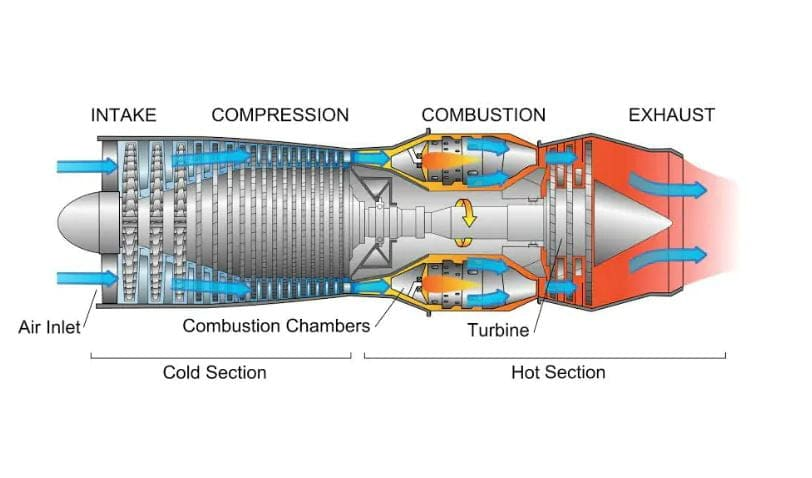 INTAKE
COMPRESSION
COMBUSTION
EXHAUST
Air Inlet
Combustion Chambers
Turbine
Cold Section
Hot Section